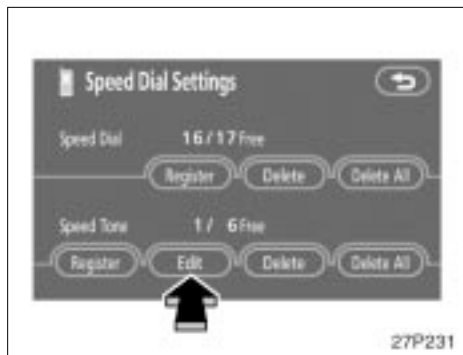 Speed Dial Settings
Speed Dial 16/17 Free
Register Delete Delete All
Speed Tone 1/ 6 Free
Register Edit Delete Delete All
27P231